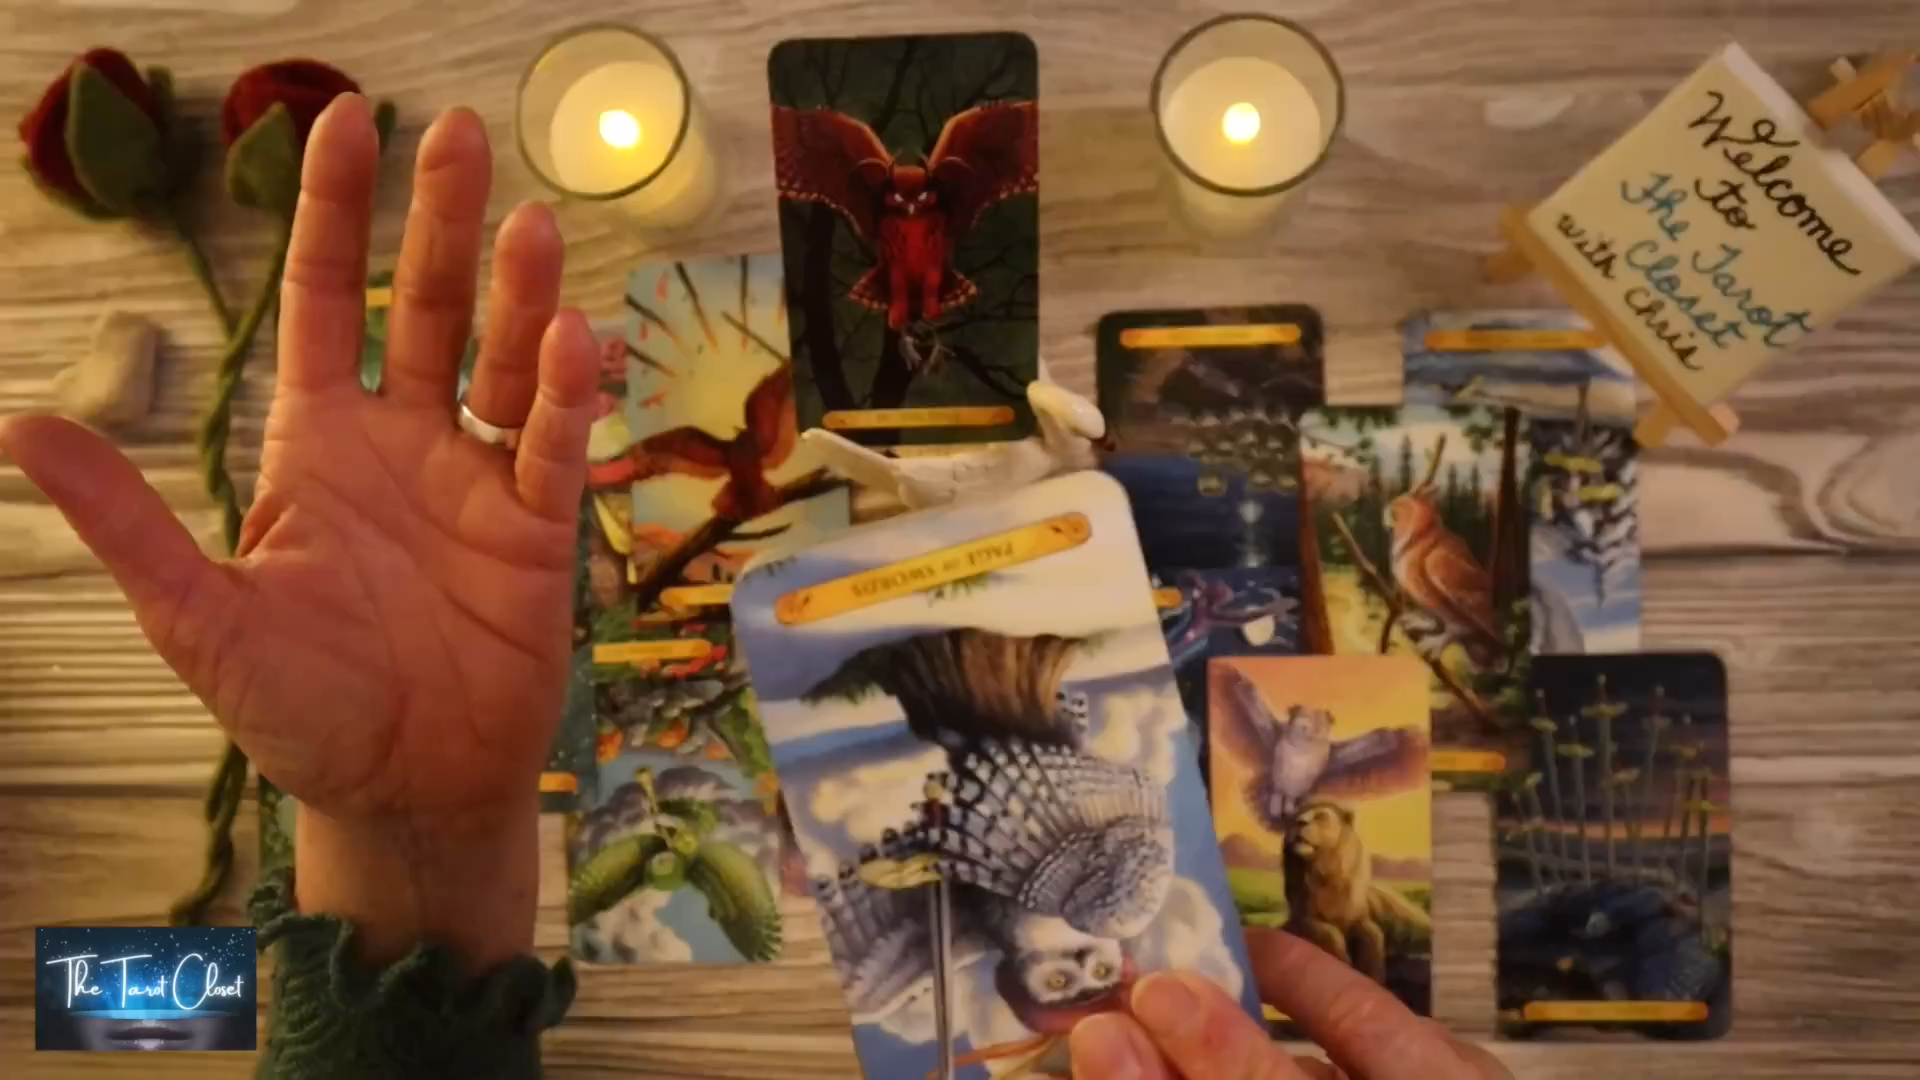 Welcome
to
The Tarot
Closet
with Chris
PAGE OF SWORDS
The Tarot Closet